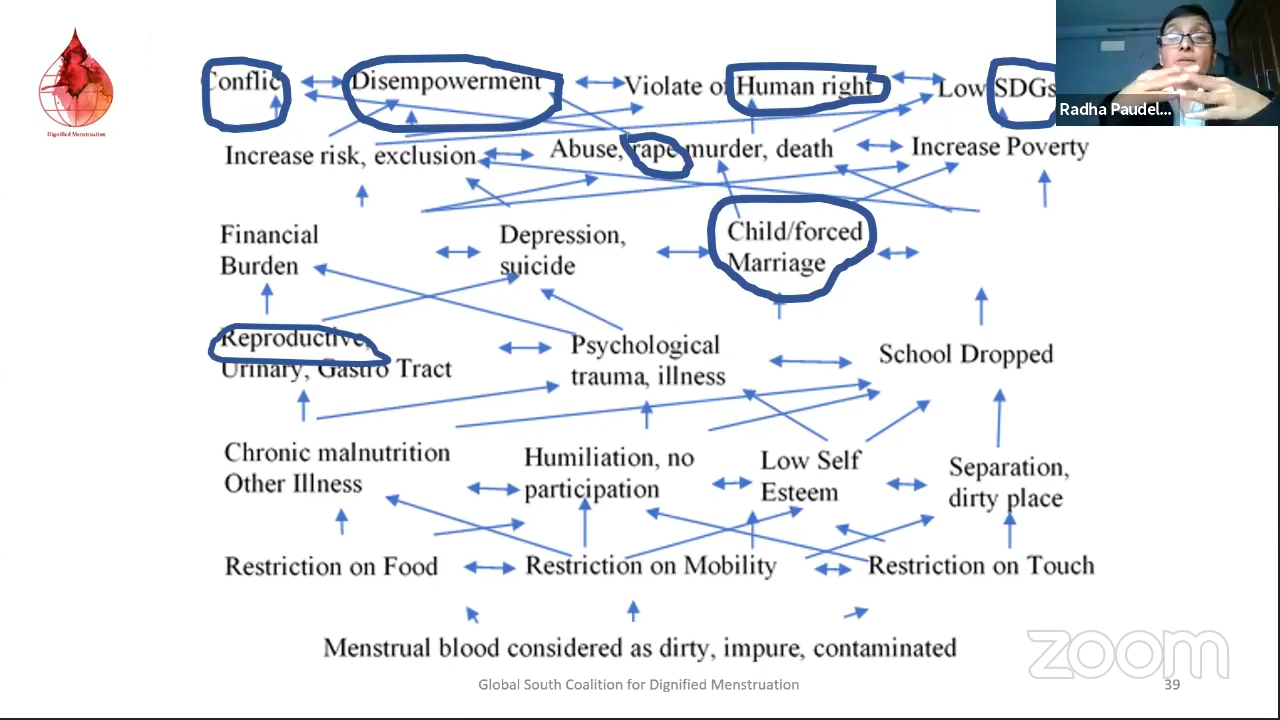 Conflic Disempowerment Violate of Human right Low SDGs
Radha Paudel...
Dignified Menstruation
Increase risk, exclusion Abuse, rape murder, death Increase Poverty
Financial Depression, Child/forced
Burden suicide Marriage
Reproductive, Psychological School Dropped
Urinary, Gastro Tract trauma, illness
Chronic malnutrition Humiliation, no Low Self Separation,
Other Illness participation Esteem dirty place
Restriction on Food Restriction on Mobility Restriction on Touch
Menstrual blood considered as dirty, impure, contaminated
zoom
Global South Coalition for Dignified Menstruation 39